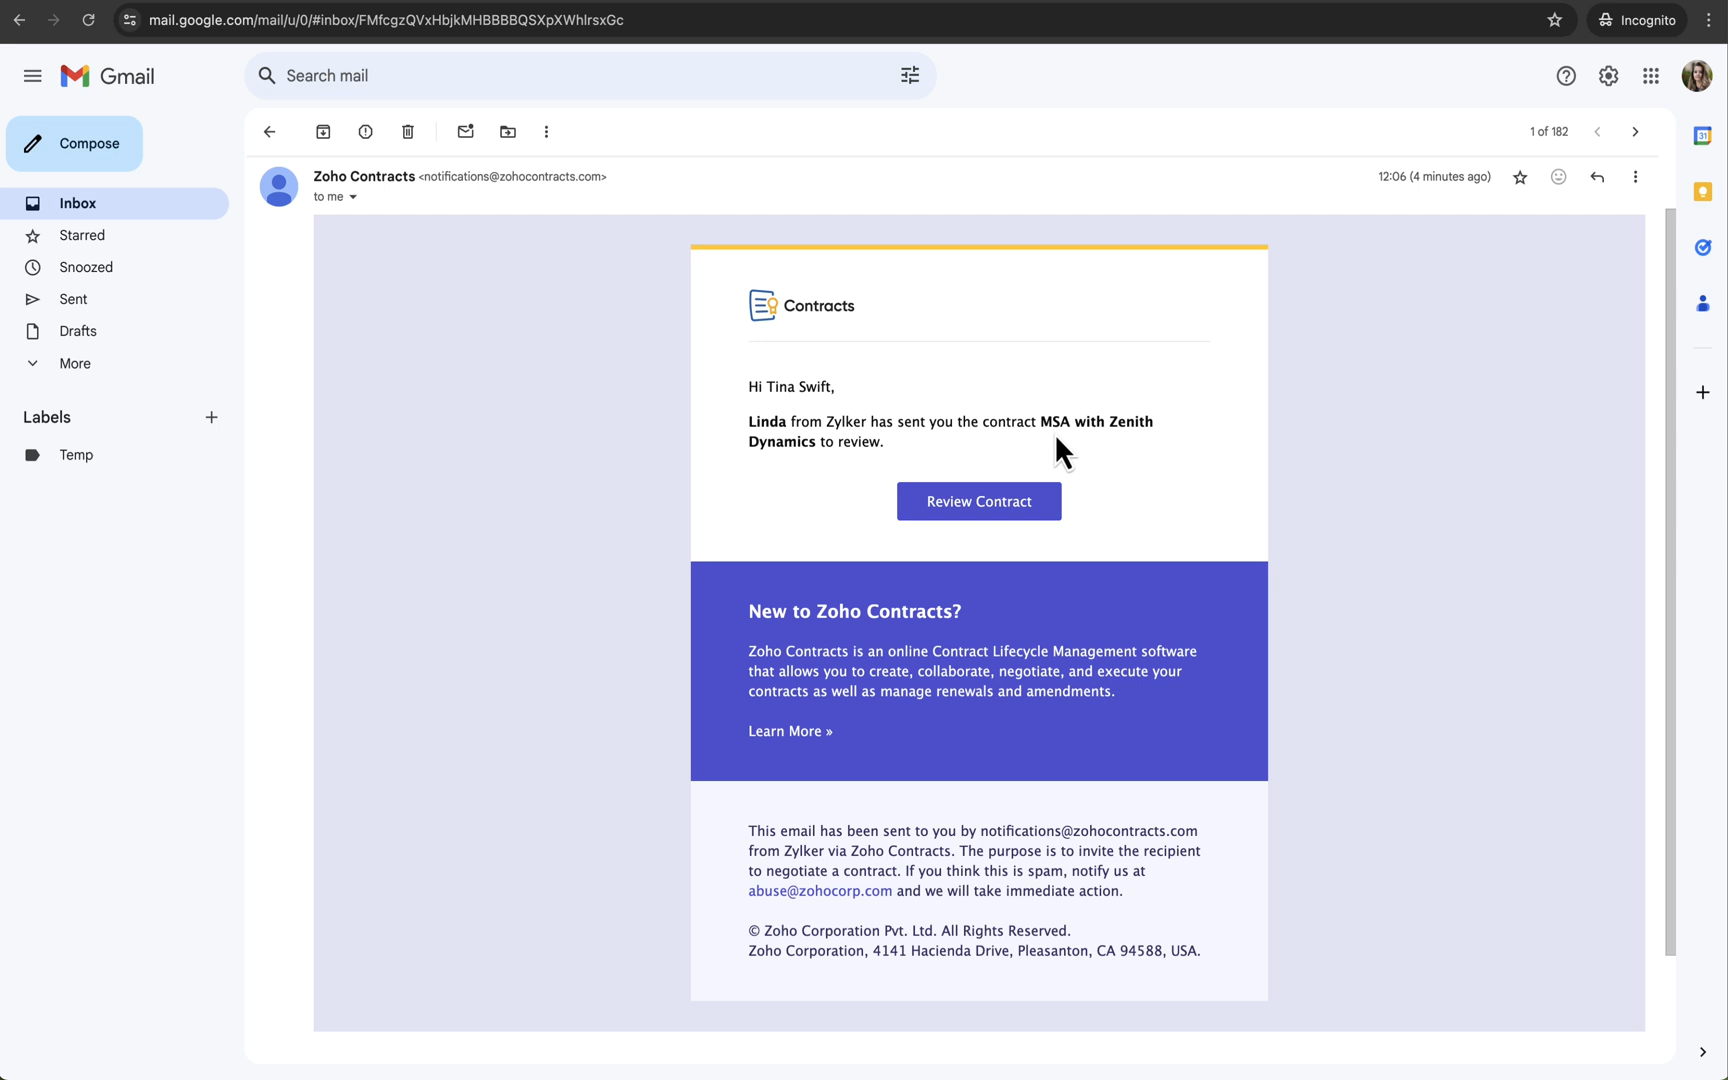 mail.google.com/mail/u/0/#inbox/FMfcgzQVxHbjkMHBBBBQSXpXWhlrsxGc
Incognito
Gmail
Search mail
Compose
1 of 182
Inbox
Starred
Snoozed
Sent
Drafts
More
Labels
Temp
Zoho Contracts <notifications@zohocontracts.com>
12:06 (4 minutes ago)
to me
Contracts
Hi Tina Swift,
Linda from Zylker has sent you the contract MSA with Zenith
Dynamics to review.
Review Contract
New to Zoho Contracts?
Zoho Contracts is an online Contract Lifecycle Management software
that allows you to create, collaborate, negotiate, and execute your
contracts as well as manage renewals and amendments.
Learn More »
This email has been sent to you by notifications@zohocontracts.com
from Zylker via Zoho Contracts. The purpose is to invite the recipient
to negotiate a contract. If you think this is spam, notify us at
abuse@zohocorp.com and we will take immediate action.
© Zoho Corporation Pvt. Ltd. All Rights Reserved.
Zoho Corporation, 4141 Hacienda Drive, Pleasanton, CA 94588, USA.
31